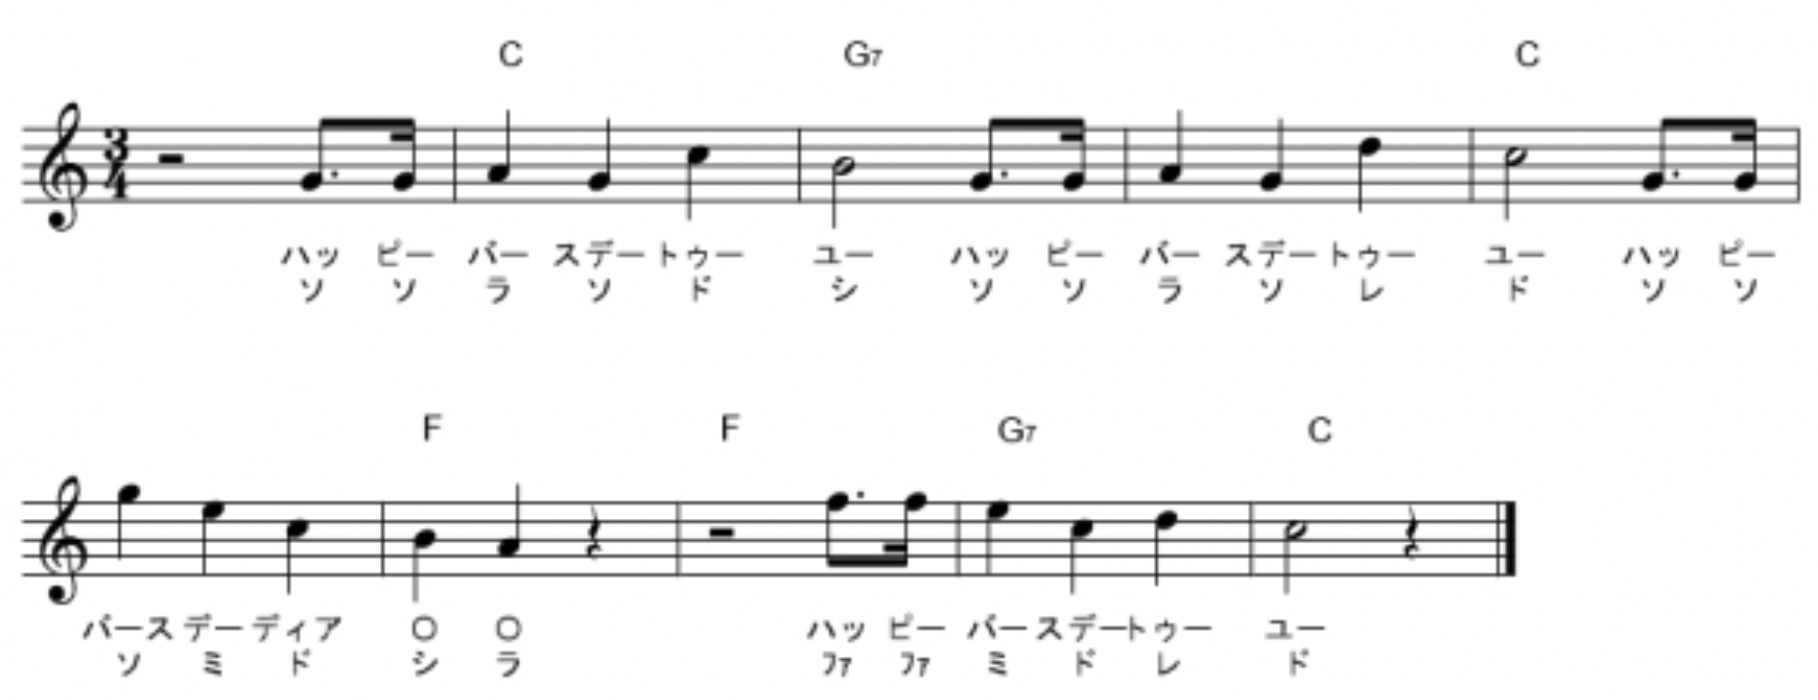 C G7 C
3
4
ハッ ピー バー スデー トゥー ユー ハッ ピー バー スデー トゥー ユー ハッ ピー
ソ ソ ラ ソ ド シ ソ ソ ラ ソ レ ド ソ ソ
F F G7 C
バース デー ディア 〇 〇 ハッ ピー バー スデー トゥー ユー
ソ ミ ド シ ラ ファ ファ ミ ド レ ド